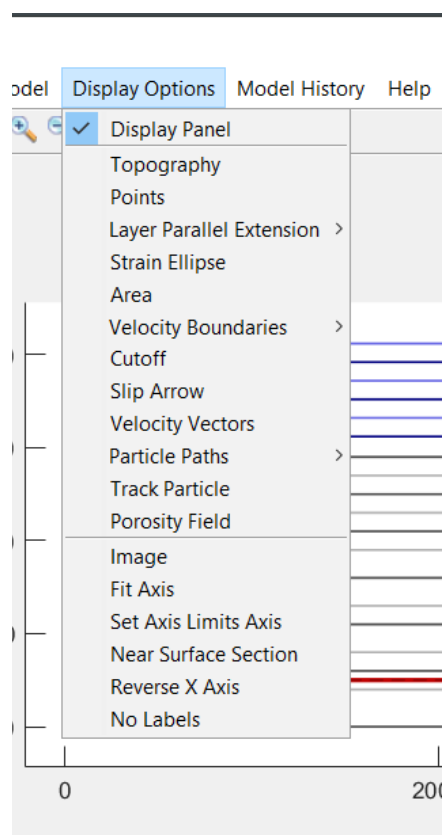 odel Display Options Model History Help
Display Panel
Topography
Points
Layer Parallel Extension >
Strain Ellipse
Area
Velocity Boundaries >
Cutoff
Slip Arrow
Velocity Vectors
Particle Paths >
Track Particle
Porosity Field
Image
Fit Axis
Set Axis Limits Axis
Near Surface Section
Reverse X Axis
No Labels
0 200